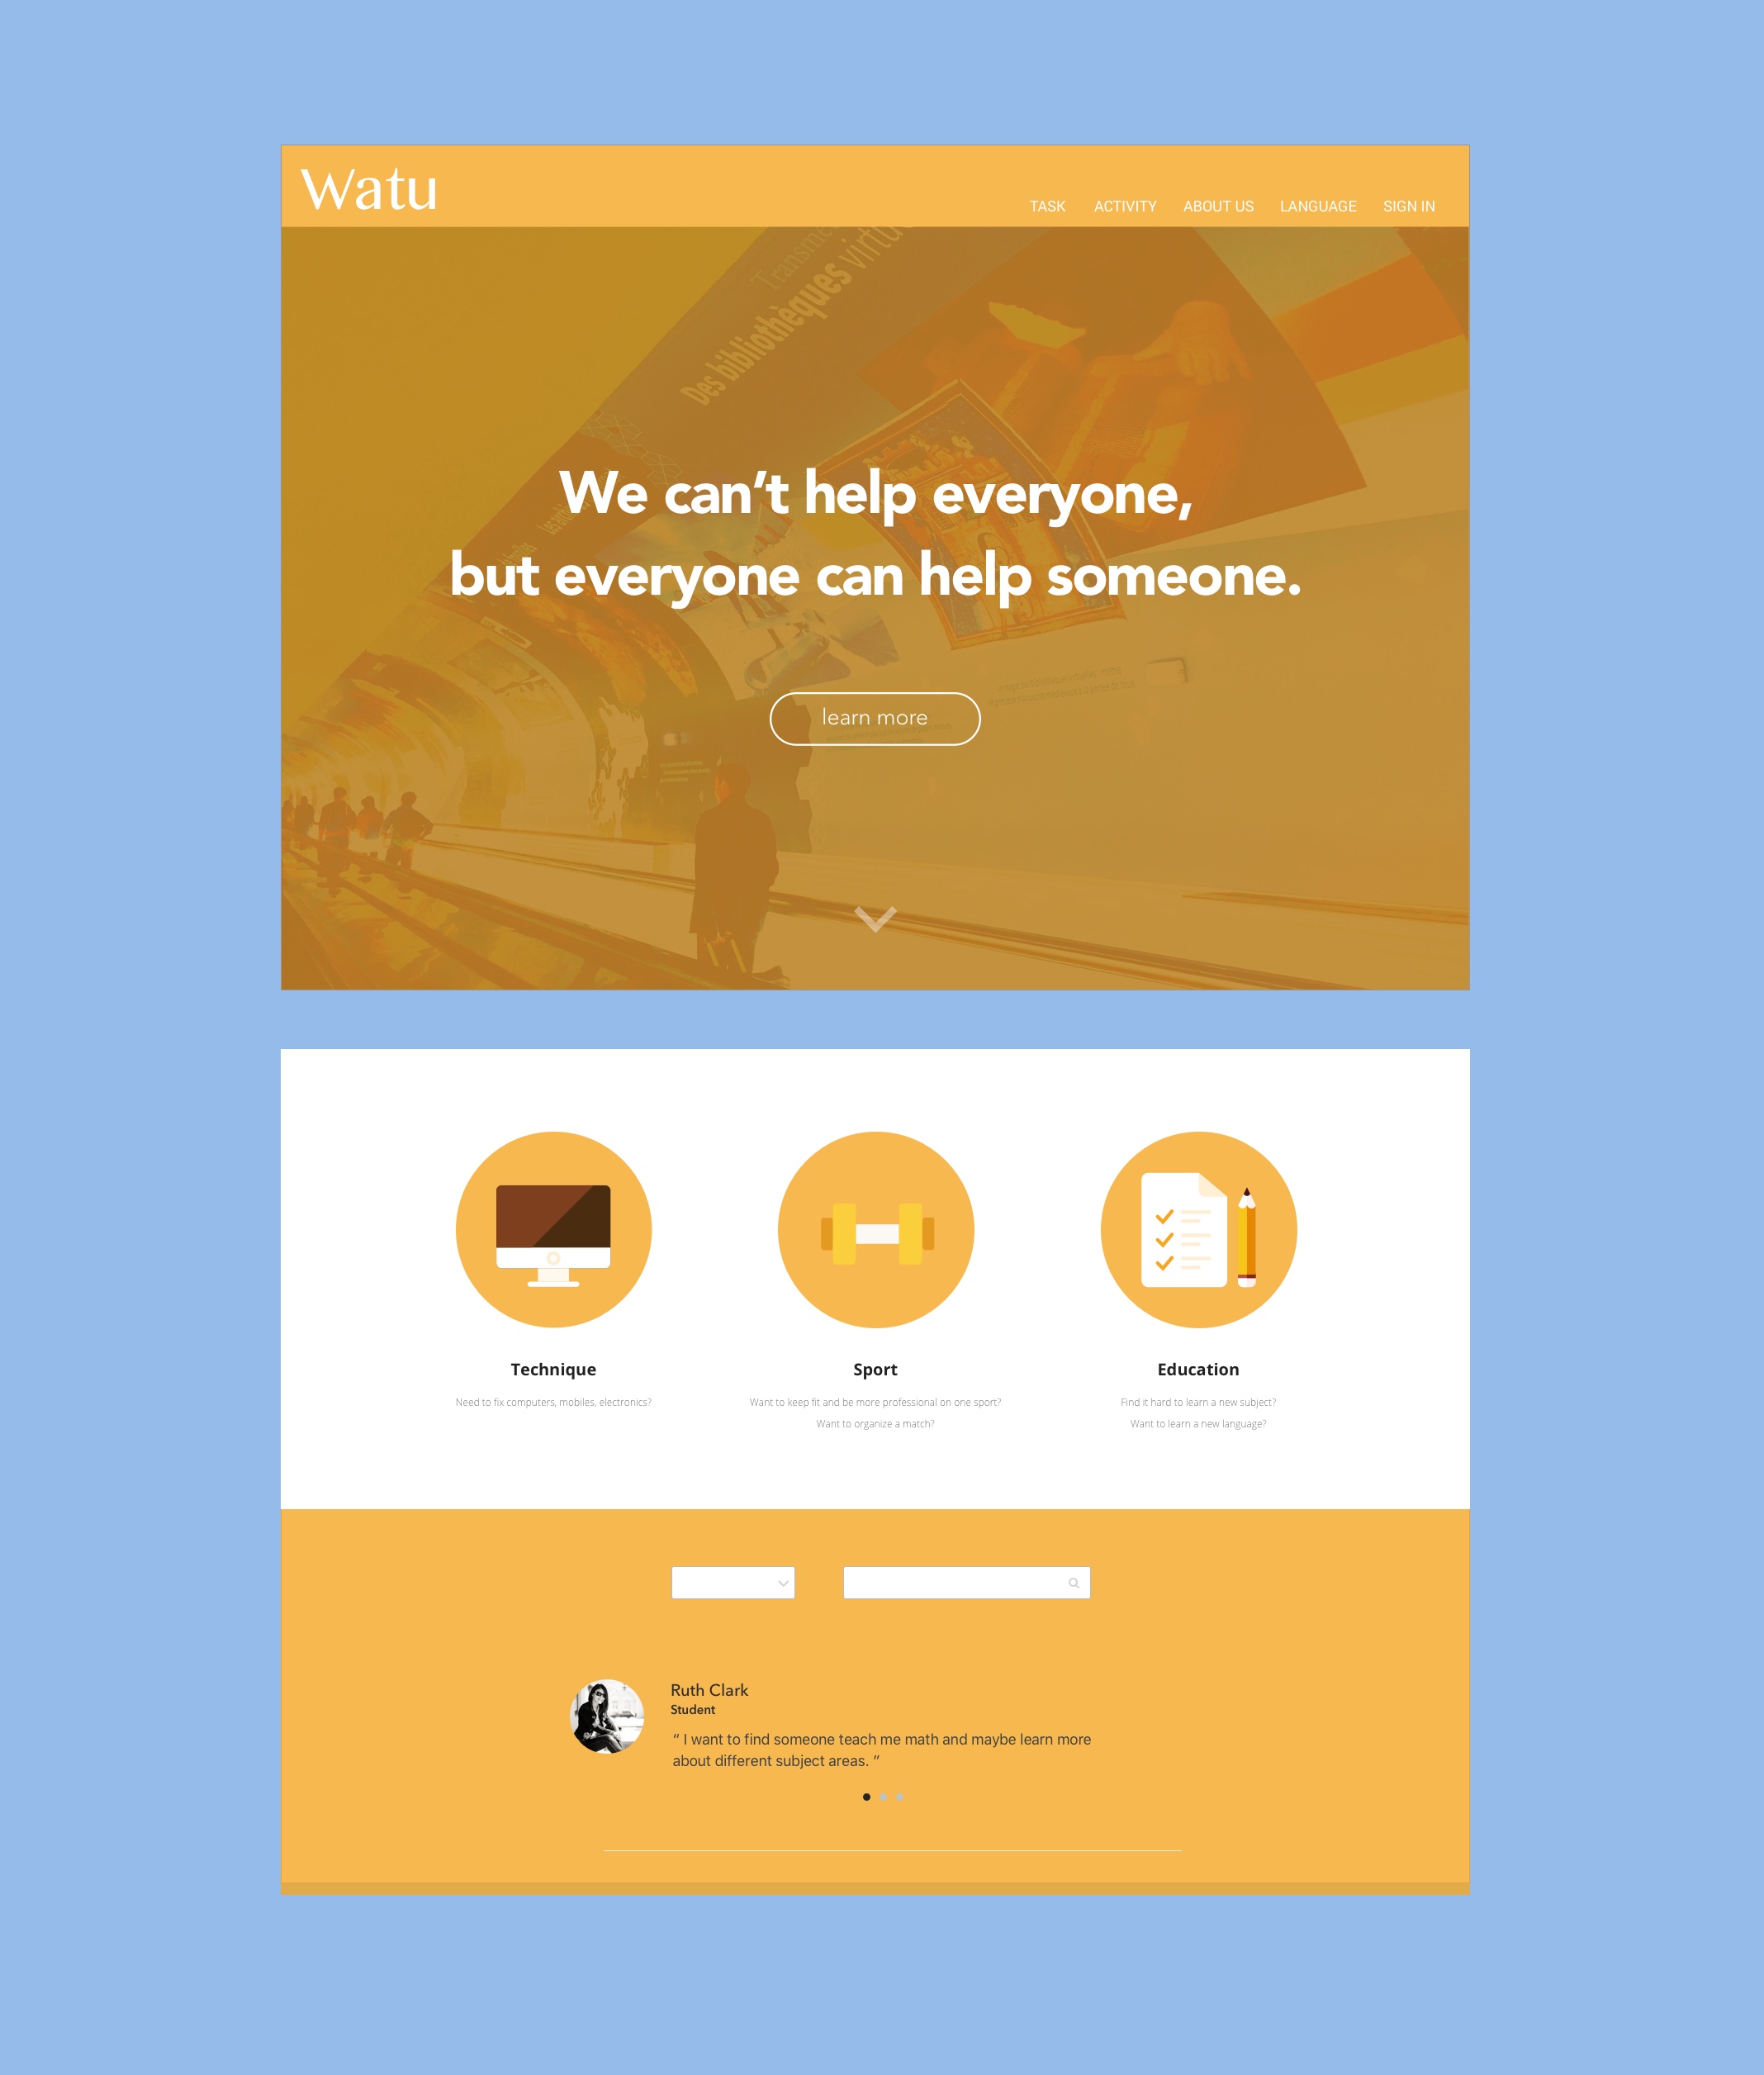 Watu
TASK ACTIVITY ABOUT US LANGUAGE SIGN IN
Des bibliothèques virtu
We can’t help everyone,
but everyone can help someone.
learn more
Technique
Need to fix computers, mobiles, electronics?
Sport
Want to keep fit and be more professional on one sport?
Want to organize a match?
Education
Find it hard to learn a new subject?
Want to learn a new language?
Ruth Clark
Student
“ I want to find someone teach me math and maybe learn more
about different subject areas. ”